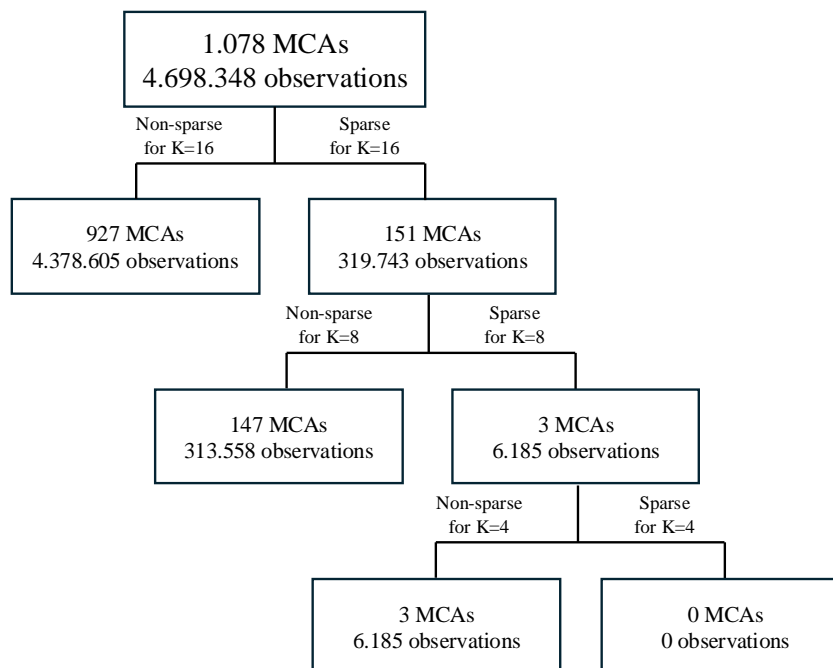 1.078 MCAs
4.698.348 observations
Non-sparse
for K=16
Sparse
for K=16
927 MCAs
4.378.605 observations
151 MCAs
319.743 observations
Non-sparse
for K=8
Sparse
for K=8
147 MCAs
313.558 observations
3 MCAs
6.185 observations
Non-sparse
for K=4
Sparse
for K=4
3 MCAs
6.185 observations
0 MCAs
0 observations